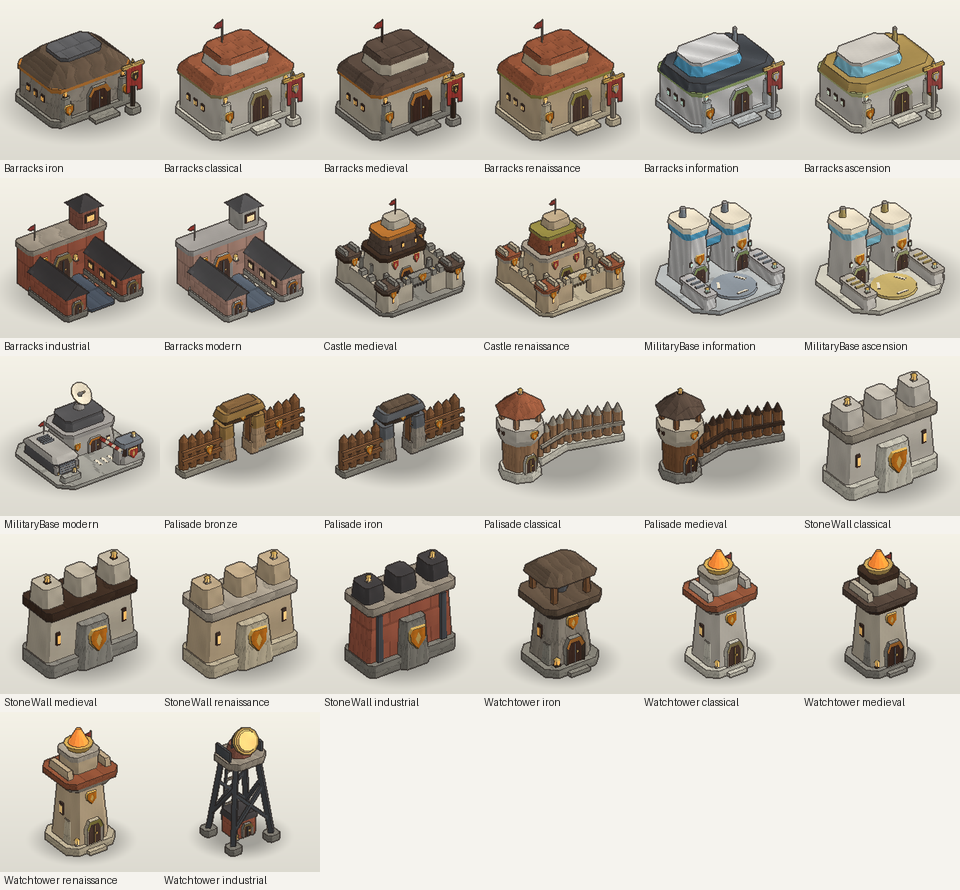 Barracks iron
Barracks classical
Barracks medieval
Barracks renaissance
Barracks information
Barracks ascension
Barracks industrial
Barracks modern
Castle medieval
Castle renaissance
MilitaryBase information
MilitaryBase ascension
MilitaryBase modern
Palisade bronze
Palisade iron
Palisade classical
Palisade medieval
StoneWall classical
StoneWall medieval
StoneWall renaissance
StoneWall industrial
Watchtower iron
Watchtower classical
Watchtower medieval
Watchtower renaissance
Watchtower industrial